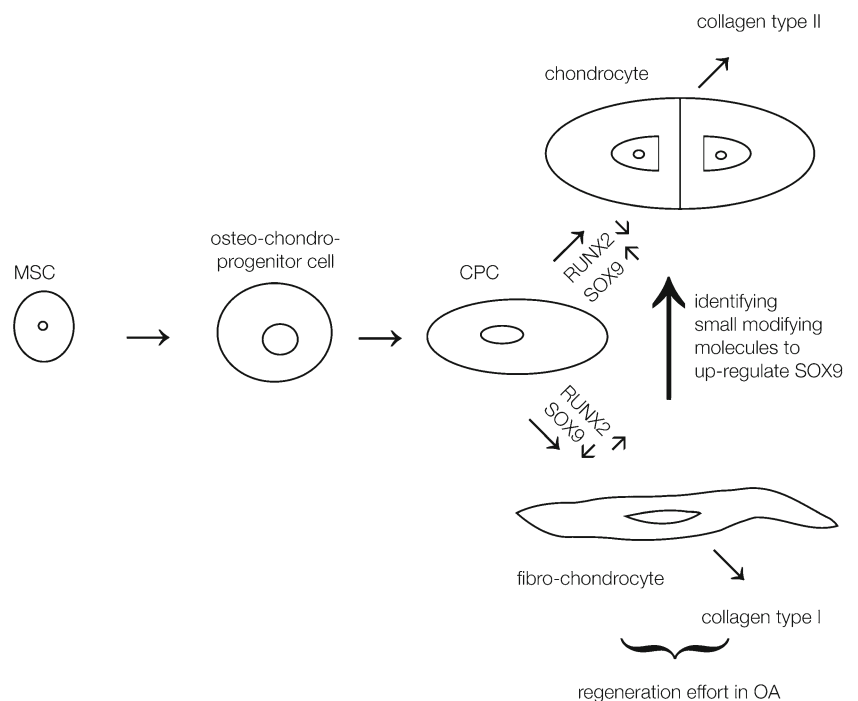 collagen type II
chondrocyte
osteo-chondro-
progenitor cell
MSC
CPC
RUNX2
SOX9
identifying
small modifying
molecules to
up-regulate SOX9
RUNX2
SOX9
fibro-chondrocyte
collagen type I
regeneration effort in OA